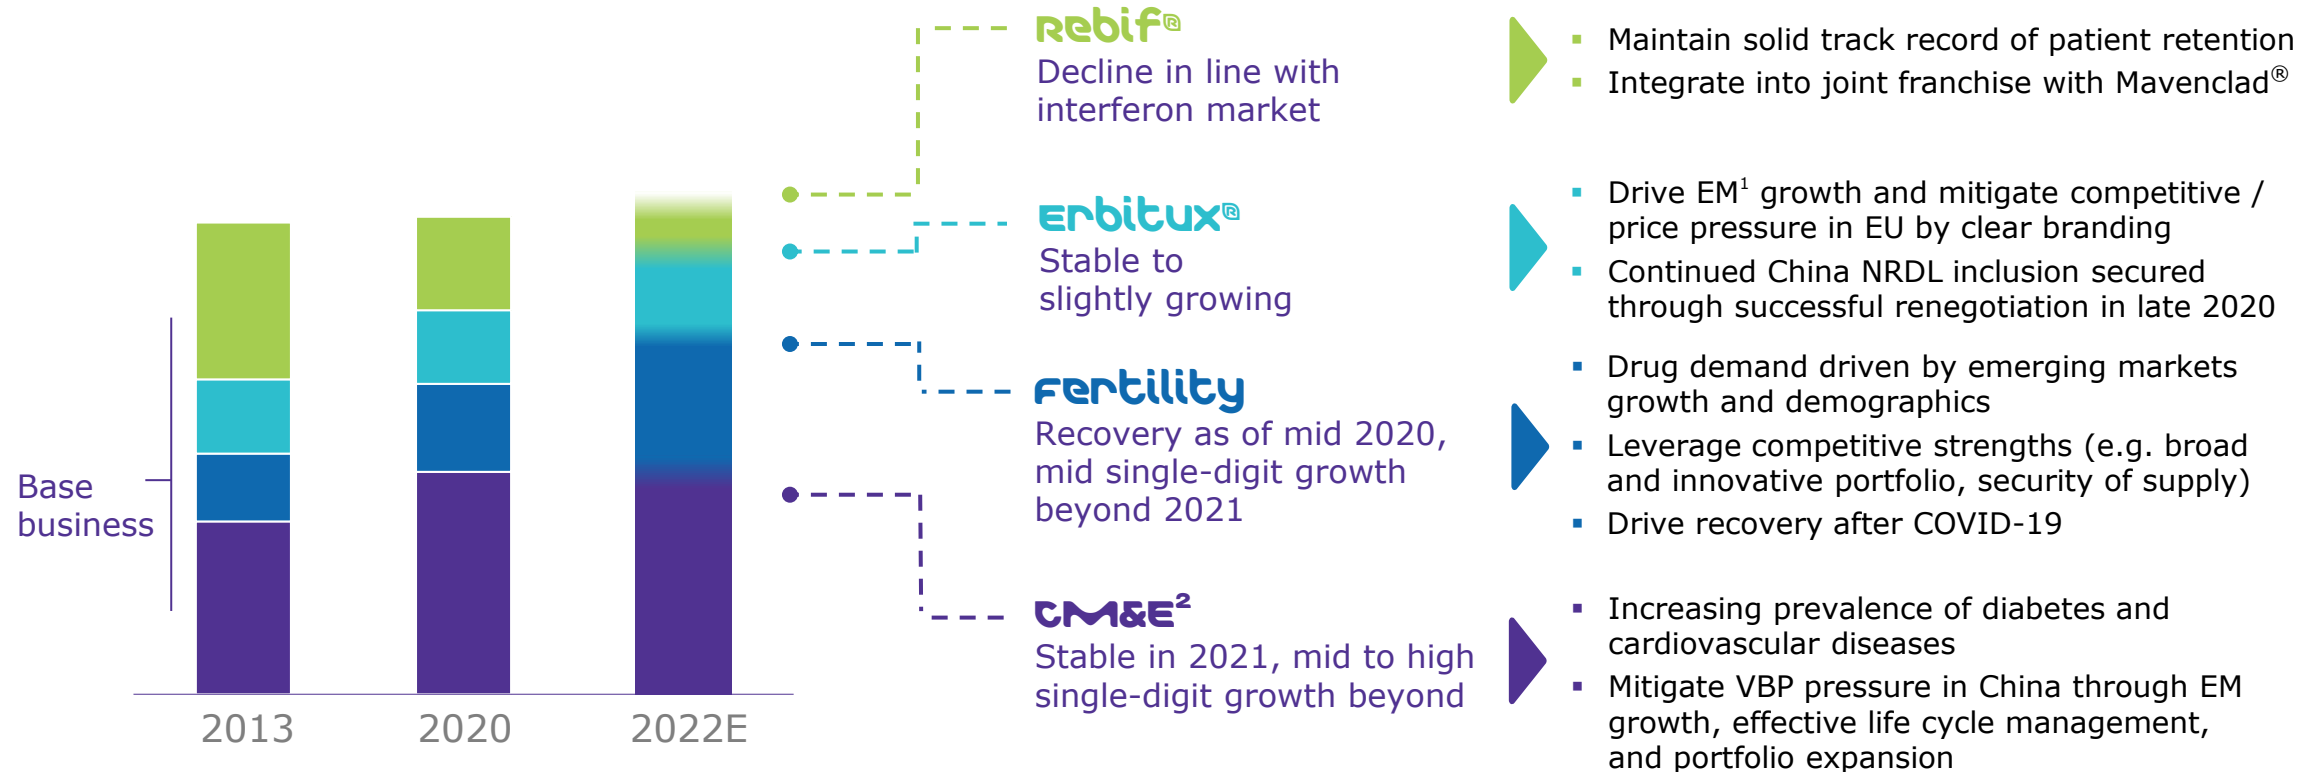 Rebif®
Decline in line with
interferon market
Maintain solid track record of patient retention
Integrate into joint franchise with Mavenclad®
Erbitux®
Stable to
slightly growing
Drive EM¹ growth and mitigate competitive /
price pressure in EU by clear branding
Continued China NRDL inclusion secured
through successful renegotiation in late 2020
Fertility
Recovery as of mid 2020,
mid single-digit growth
beyond 2021
Drug demand driven by emerging markets
growth and demographics
Leverage competitive strengths (e.g. broad
and innovative portfolio, security of supply)
Drive recovery after COVID-19
CM&E²
Stable in 2021, mid to high
single-digit growth beyond
Increasing prevalence of diabetes and
cardiovascular diseases
Mitigate VBP pressure in China through EM
growth, effective life cycle management,
and portfolio expansion
Base
business
2013
2020
2022E